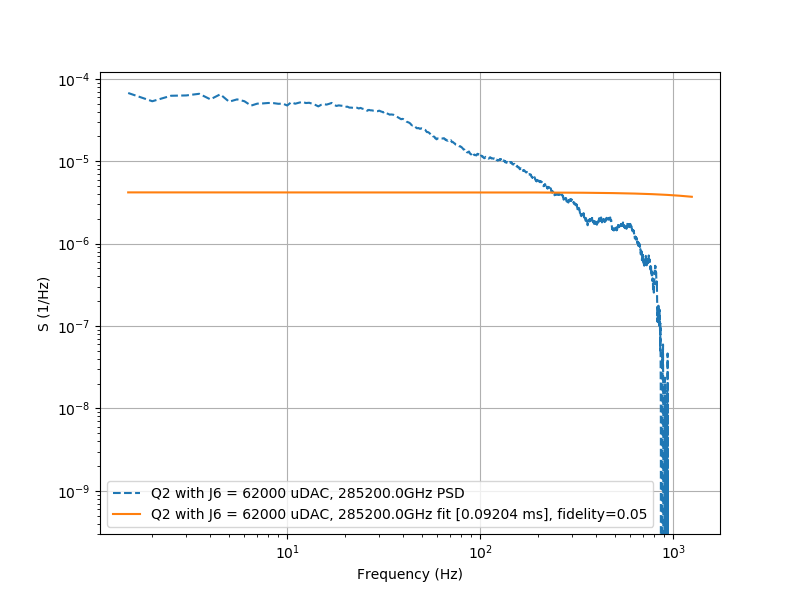 10⁻⁴
10⁻⁵
10⁻⁶
10⁻⁷
10⁻⁸
10⁻⁹
S (1/Hz)
Q2 with J6 = 62000 uDAC, 285200.0GHz PSD
Q2 with J6 = 62000 uDAC, 285200.0GHz fit [0.09204 ms], fidelity=0.05
10¹ 10² 10³
Frequency (Hz)